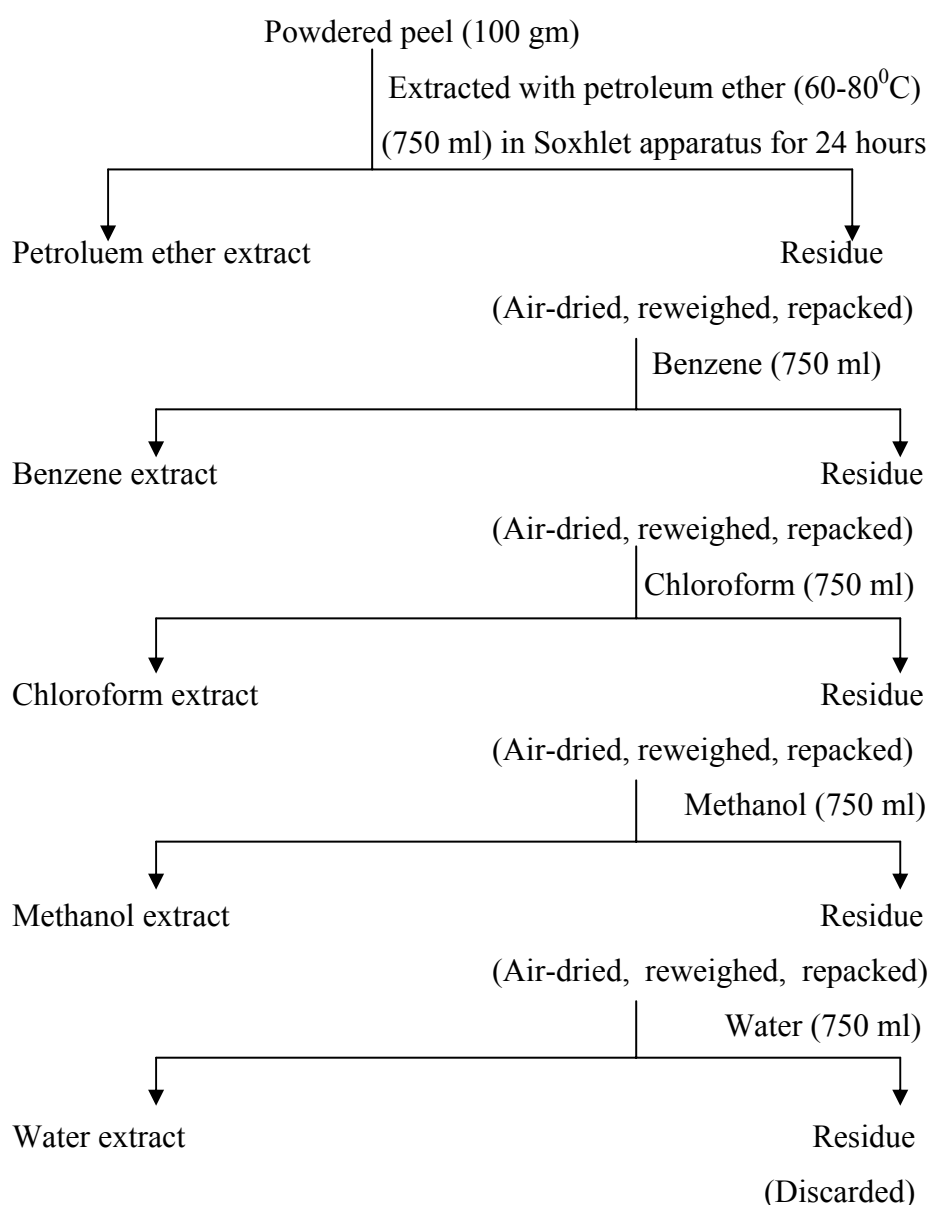 Powdered peel (100 gm)
Extracted with petroleum ether (60-80⁰C)
(750 ml) in Soxhlet apparatus for 24 hours
Petroluem ether extract
Residue
(Air-dried, reweighed, repacked)
Benzene (750 ml)
Benzene extract
Residue
(Air-dried, reweighed, repacked)
Chloroform (750 ml)
Chloroform extract
Residue
(Air-dried, reweighed, repacked)
Methanol (750 ml)
Methanol extract
Residue
(Air-dried, reweighed, repacked)
Water (750 ml)
Water extract
Residue
(Discarded)